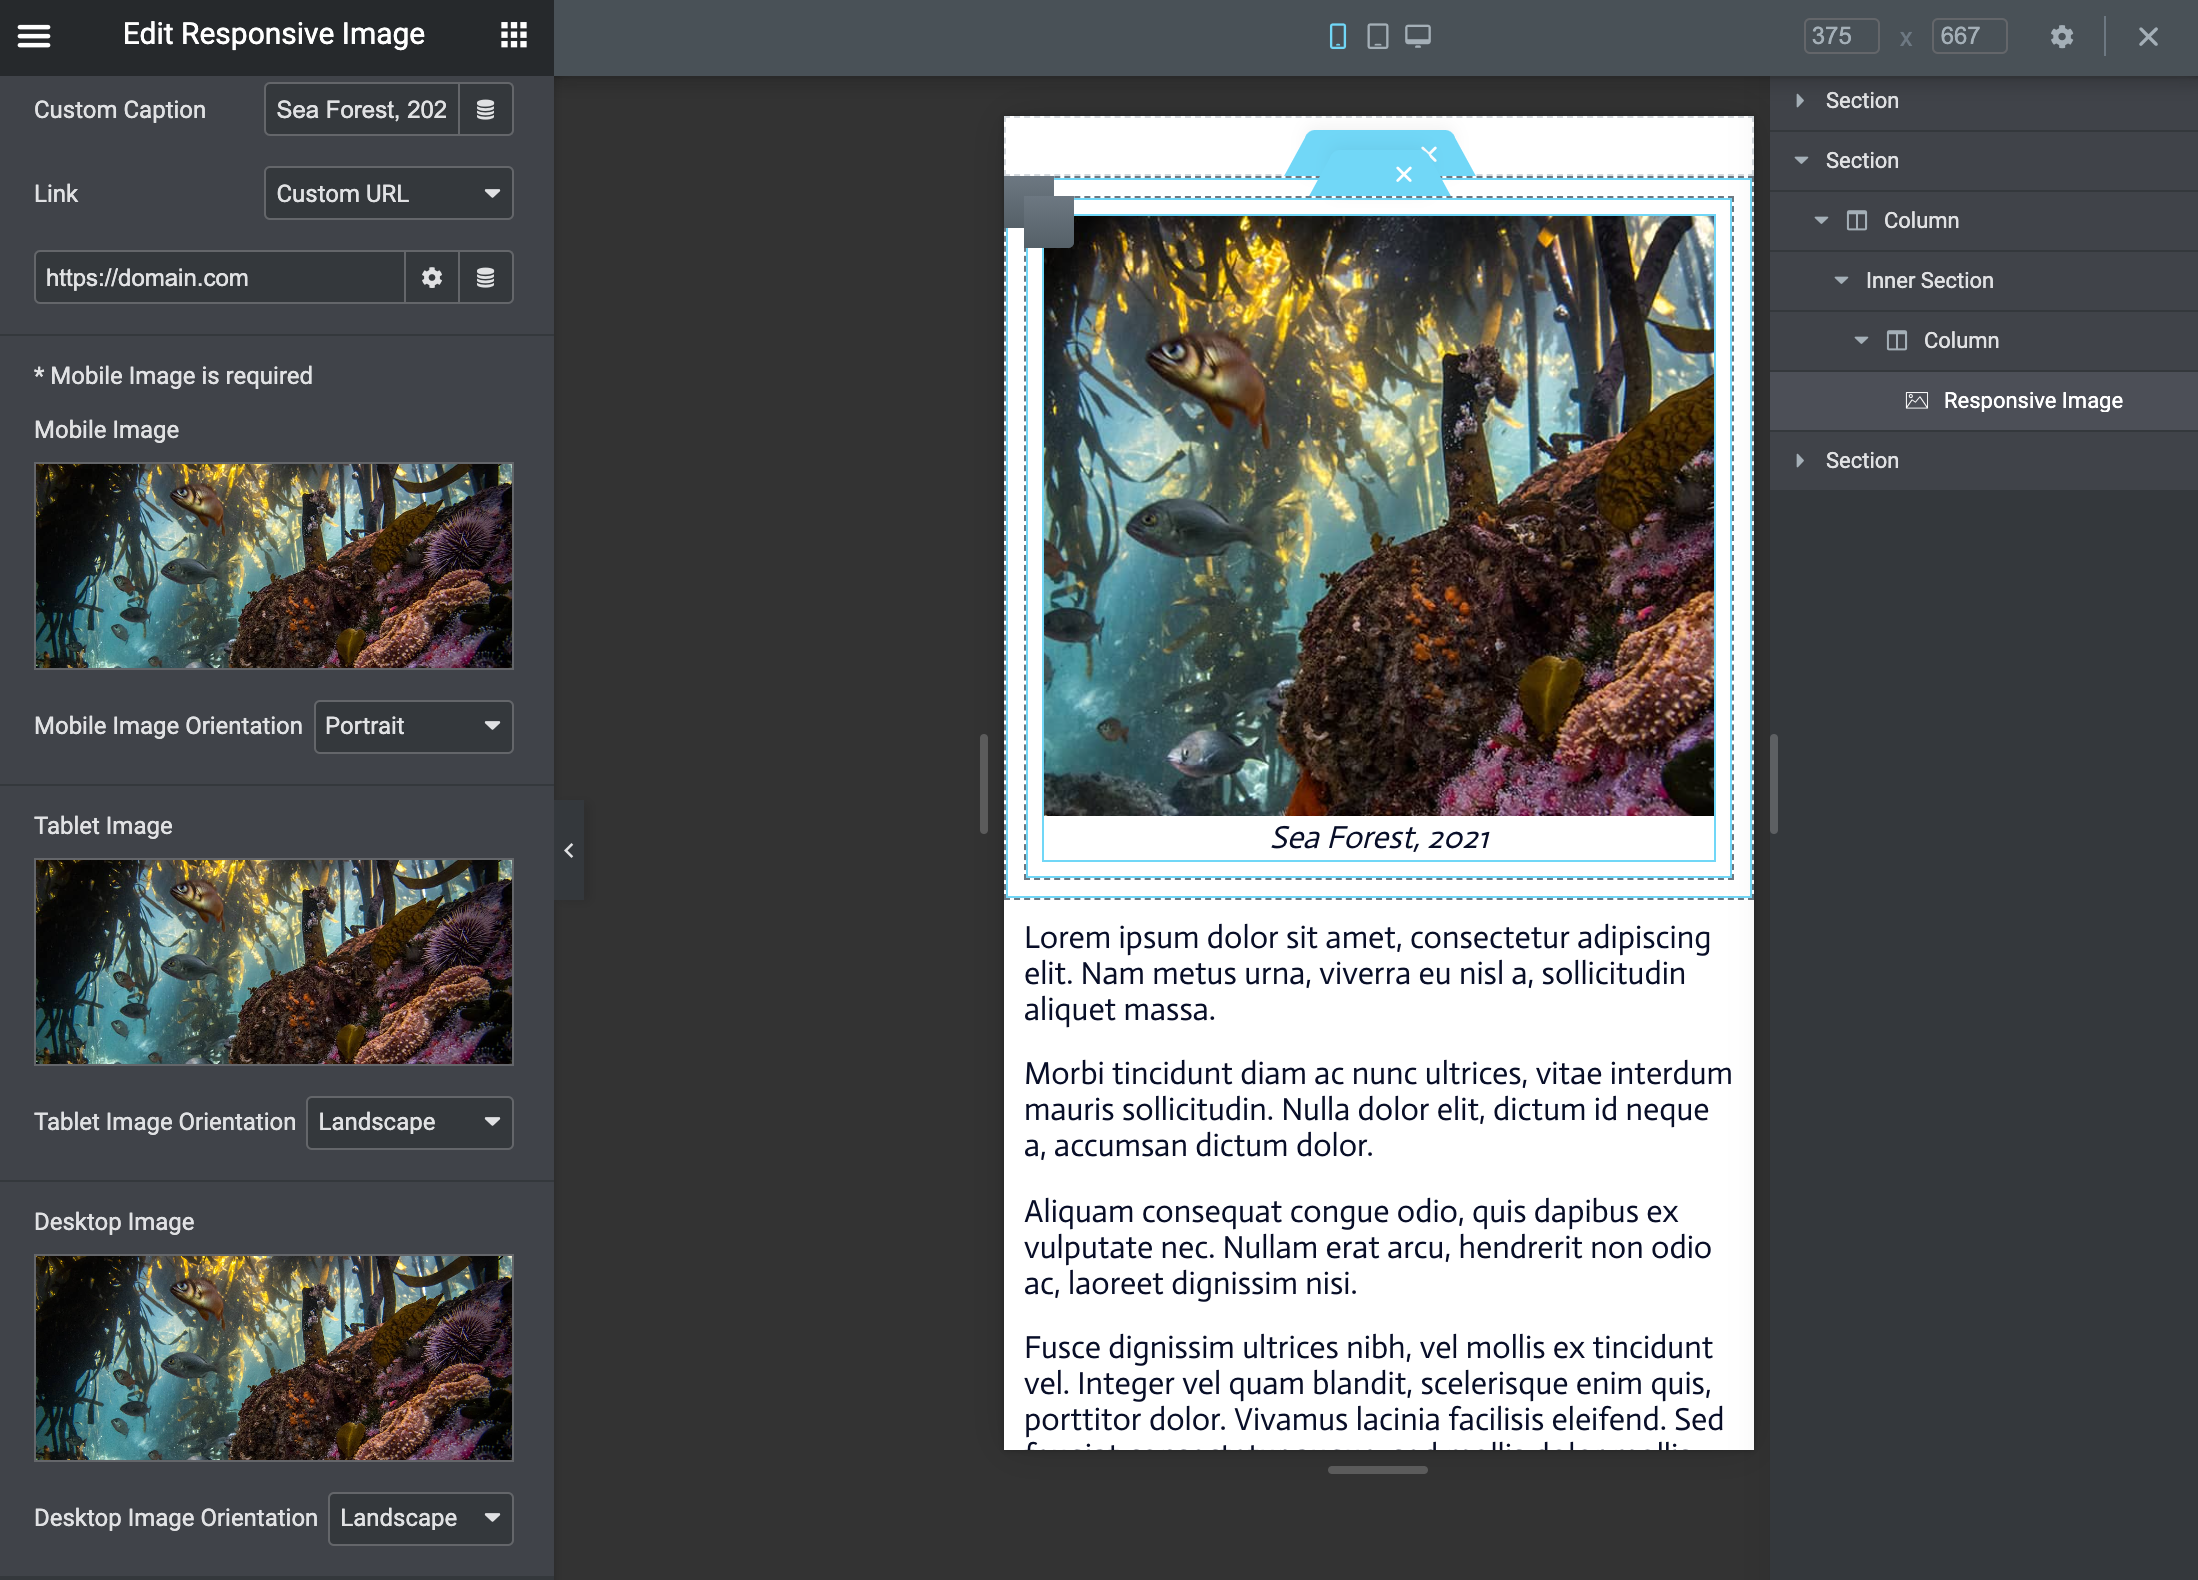 Edit Responsive Image
375 x 667
Custom Caption
Sea Forest, 202
Link
Custom URL
https://domain.com
* Mobile Image is required
Mobile Image
Mobile Image Orientation
Portrait
Tablet Image
Tablet Image Orientation
Landscape
Desktop Image
Desktop Image Orientation
Landscape
Sea Forest, 2021
Lorem ipsum dolor sit amet, consectetur adipiscing
elit. Nam metus urna, viverra eu nisl a, sollicitudin
aliquet massa.
Morbi tincidunt diam ac nunc ultrices, vitae interdum
mauris sollicitudin. Nulla dolor elit, dictum id neque
a, accumsan dictum dolor.
Aliquam consequat congue odio, quis dapibus ex
vulputate nec. Nullam erat arcu, hendrerit non odio
ac, laoreet dignissim nisi.
Fusce dignissim ultrices nibh, vel mollis ex tincidunt
vel. Integer vel quam blandit, scelerisque enim quis,
porttitor dolor. Vivamus lacinia facilisis eleifend. Sed
Section
Section
Column
Inner Section
Column
Responsive Image
Section